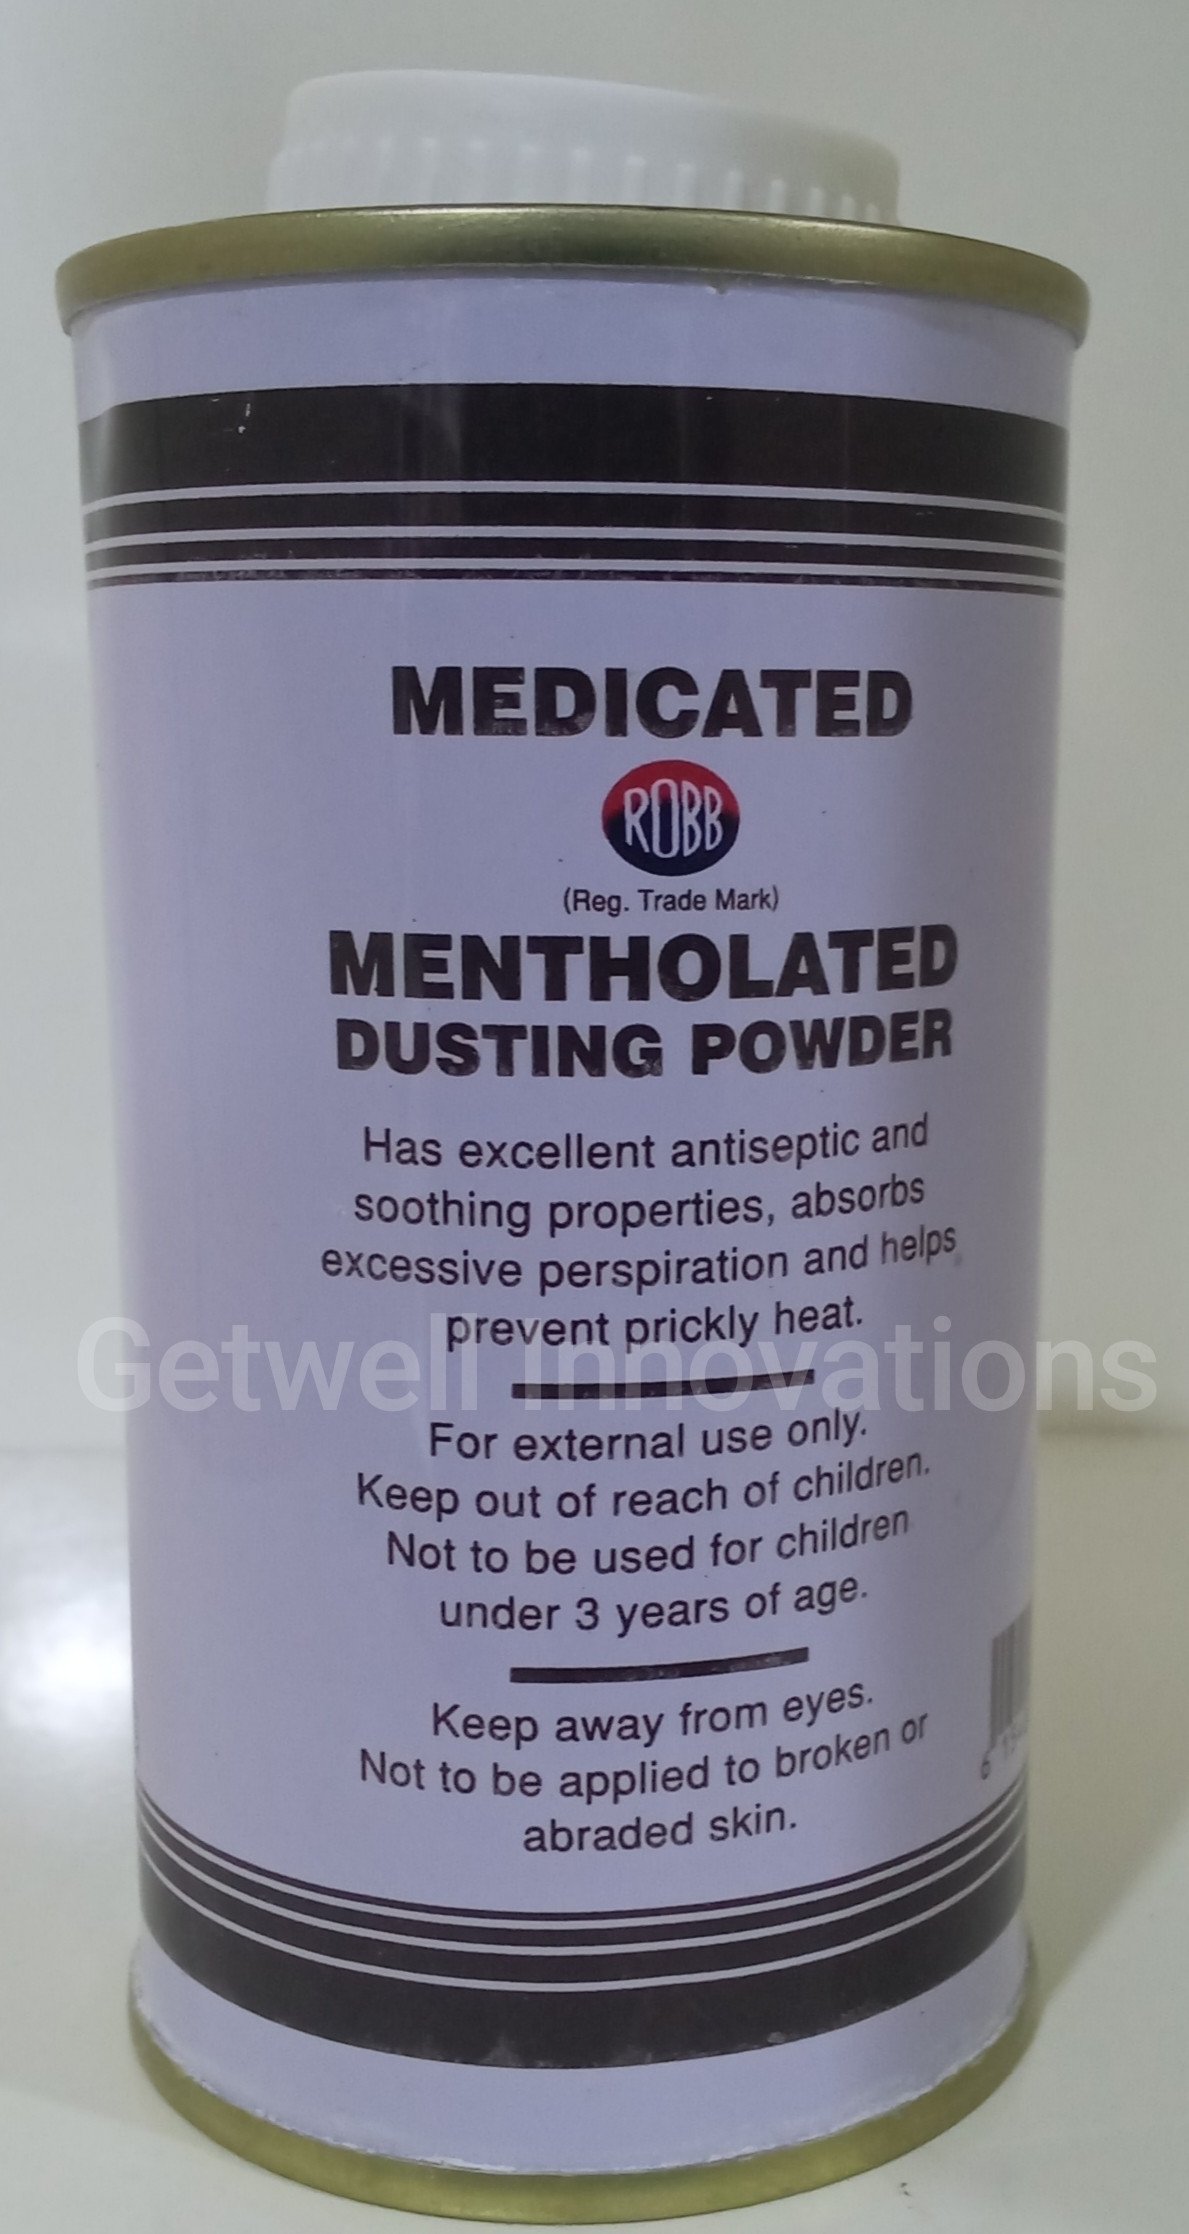 MEDICATED
ROBB
(Reg. Trade Mark)
MENTHOLATED
DUSTING POWDER
Has excellent antiseptic and
soothing properties, absorbs
excessive perspiration and helps
prevent prickly heat.
Getwell Innovations
For external use only.
Keep out of reach of children.
Not to be used for children
under 3 years of age.
Keep away from eyes.
Not to be applied to broken or
abraded skin.